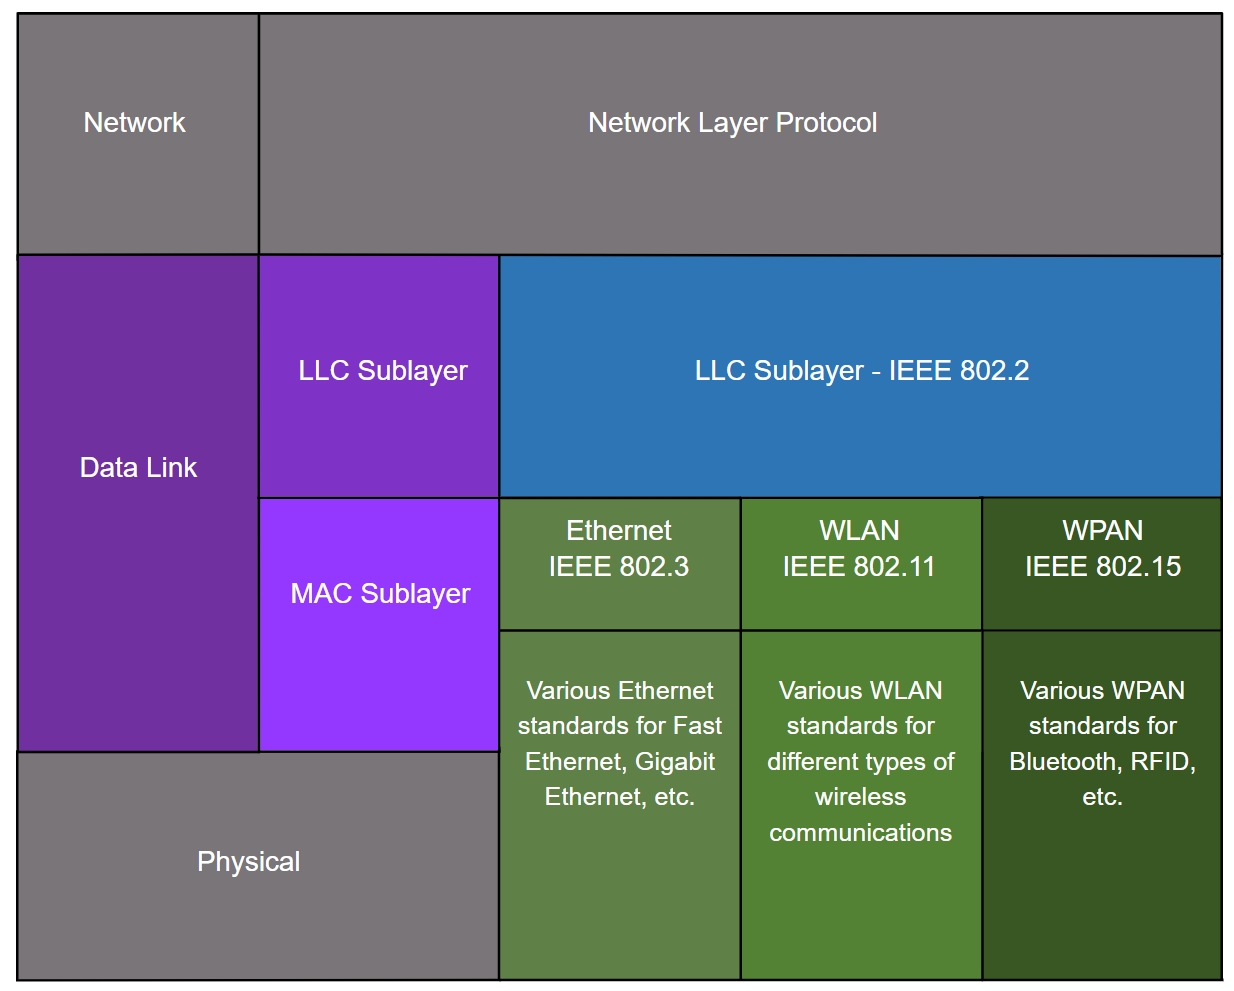 Network
Network Layer Protocol
Data Link
LLC Sublayer
LLC Sublayer - IEEE 802.2
MAC Sublayer
Ethernet
IEEE 802.3
WLAN
IEEE 802.11
WPAN
IEEE 802.15
Various Ethernet
standards for Fast
Ethernet, Gigabit
Ethernet, etc.
Various WLAN
standards for
different types of
wireless
communications
Various WPAN
standards for
Bluetooth, RFID,
etc.
Physical